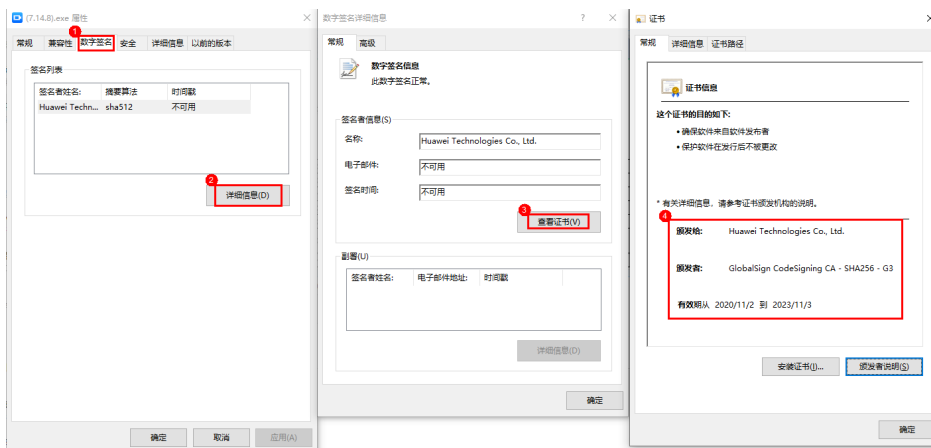 (7.14.8).exe 属性
1
常规 兼容性 数字签名 安全 详细信息 以前的版本
签名列表
签名者姓名: 摘要算法 时间戳
Huawei Techn... sha512 不可用
2
详细信息(D)
确定 取消 应用(A)
数字签名详细信息
常规 高级
数字签名信息
此数字签名正常。
签名者信息(S)
名称: Huawei Technologies Co., Ltd.
电子邮件: 不可用
签名时间: 不可用
3
查看证书(V)
副署(U)
签名者姓名: 电子邮件地址: 时间戳
详细信息(D)
确定
证书
常规 详细信息 证书路径
证书信息
这个证书的目的如下:
•确保软件来自软件发布者
•保护软件在发行后不被更改
* 有关详细信息，请参考证书颁发机构的说明。
4
颁发给: Huawei Technologies Co., Ltd.
颁发者: GlobalSign CodeSigning CA - SHA256 - G3
有效期从 2020/11/2 到 2023/11/3
安装证书(I)... 颁发者说明(S)
确定